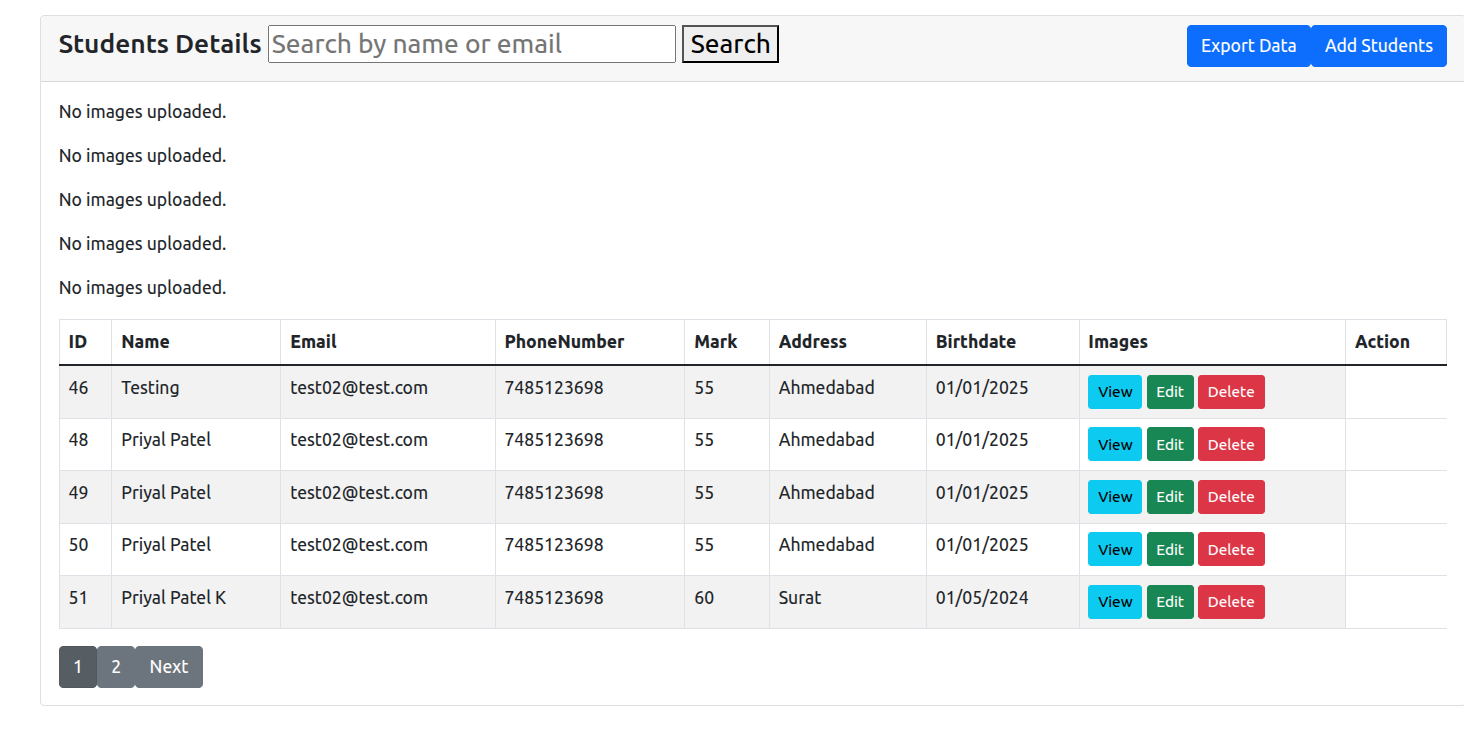 Students Details Search by name or email Search Export Data Add Students
No images uploaded.
No images uploaded.
No images uploaded.
No images uploaded.
No images uploaded.
ID Name Email PhoneNumber Mark Address Birthdate Images Action
46 Testing test02@test.com 7485123698 55 Ahmedabad 01/01/2025 View Edit Delete
48 Priyal Patel test02@test.com 7485123698 55 Ahmedabad 01/01/2025 View Edit Delete
49 Priyal Patel test02@test.com 7485123698 55 Ahmedabad 01/01/2025 View Edit Delete
50 Priyal Patel test02@test.com 7485123698 55 Ahmedabad 01/01/2025 View Edit Delete
51 Priyal Patel K test02@test.com 7485123698 60 Surat 01/05/2024 View Edit Delete
1 2 Next